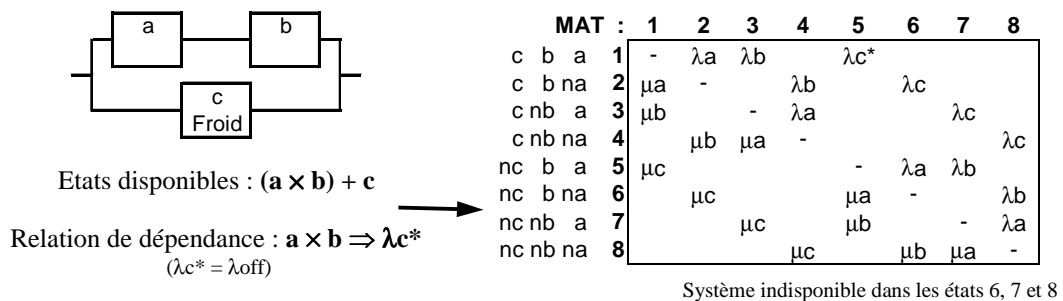 a b
c
Froid
Etats disponibles : (a × b) + c
Relation de dépendance : a × b ⇒ λc*
(λc* = λoff)
MAT : 1 2 3 4 5 6 7 8
c b a 1 - λa λb λc*
c b na 2 μa - λb λc
c nb a 3 μb - λa λc
c nb na 4 μb μa - λc
nc b a 5 μc - λa λb
nc b na 6 μc μa - λb
nc nb a 7 μc μb - λa
nc nb na 8 μc μb μa -
Système indisponible dans les états 6, 7 et 8